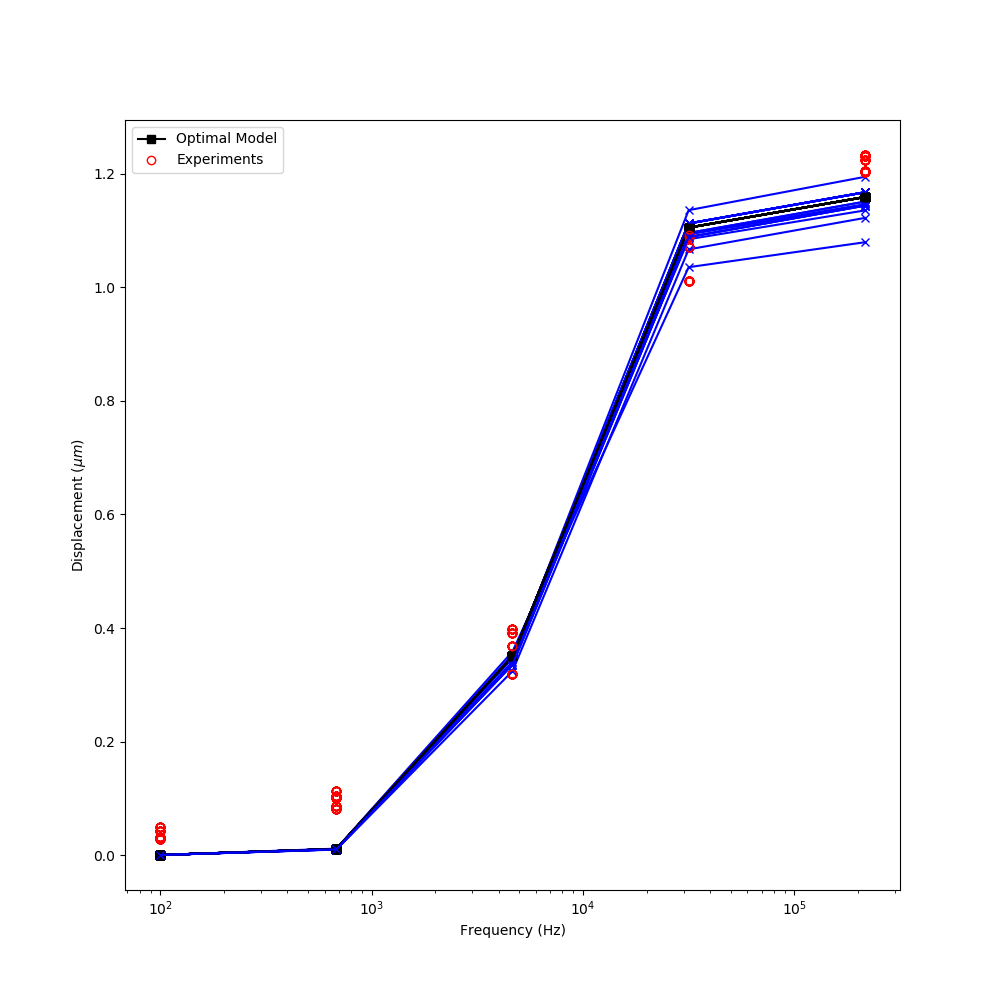 Optimal Model
Experiments
1.2
1.0
0.8
0.6
0.4
0.2
0.0
Displacement (μm)
10²
10³
10⁴
10⁵
Frequency (Hz)